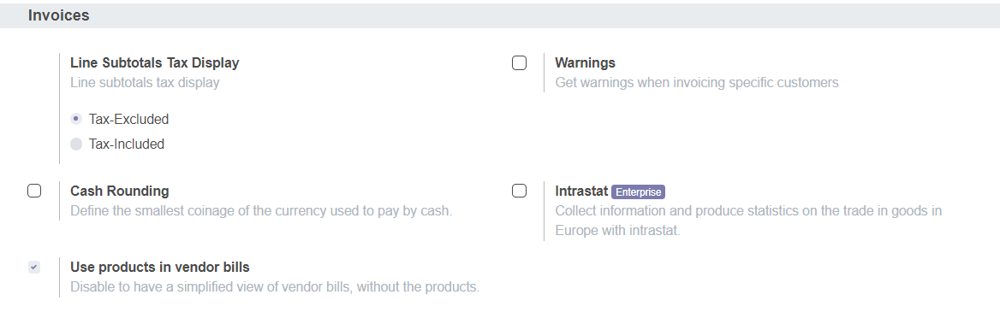 Invoices
Line Subtotals Tax Display
Line subtotals tax display
Tax-Excluded
Tax-Included
Warnings
Get warnings when invoicing specific customers
Cash Rounding
Define the smallest coinage of the currency used to pay by cash.
Intrastat Enterprise
Collect information and produce statistics on the trade in goods in
Europe with intrastat.
Use products in vendor bills
Disable to have a simplified view of vendor bills, without the products.